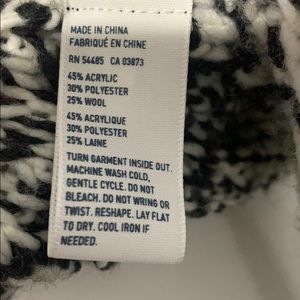 MADE IN CHINA
FABRIQUÉ EN CHINE
RN 54485 CA 03873
45% ACRYLIC
30% POLYESTER
25% WOOL
45% ACRYLIQUE
30% POLYESTER
25% LAINE
TURN GARMENT INSIDE OUT.
MACHINE WASH COLD,
GENTLE CYCLE. DO NOT
BLEACH. DO NOT WRING OR
TWIST. RESHAPE. LAY FLAT
TO DRY. COOL IRON IF
NEEDED.